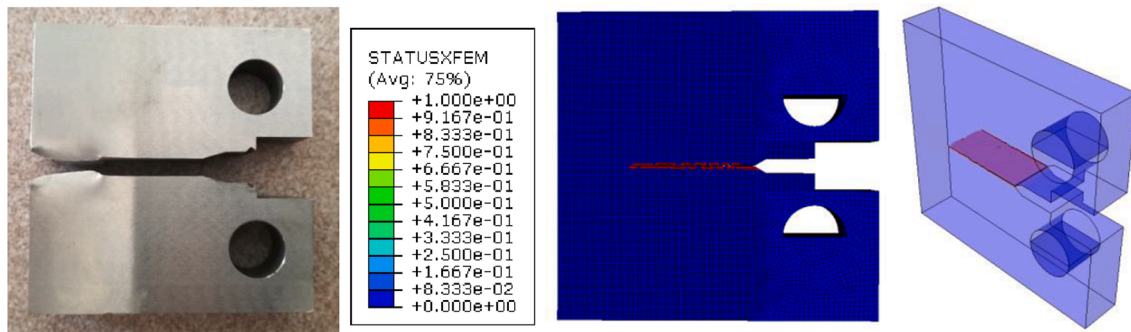 STATUSXFEM
(Avg: 75%)
+1.000e+00
+9.167e-01
+8.333e-01
+7.500e-01
+6.667e-01
+5.833e-01
+5.000e-01
+4.167e-01
+3.333e-01
+2.500e-01
+1.667e-01
+8.333e-02
+0.000e+00